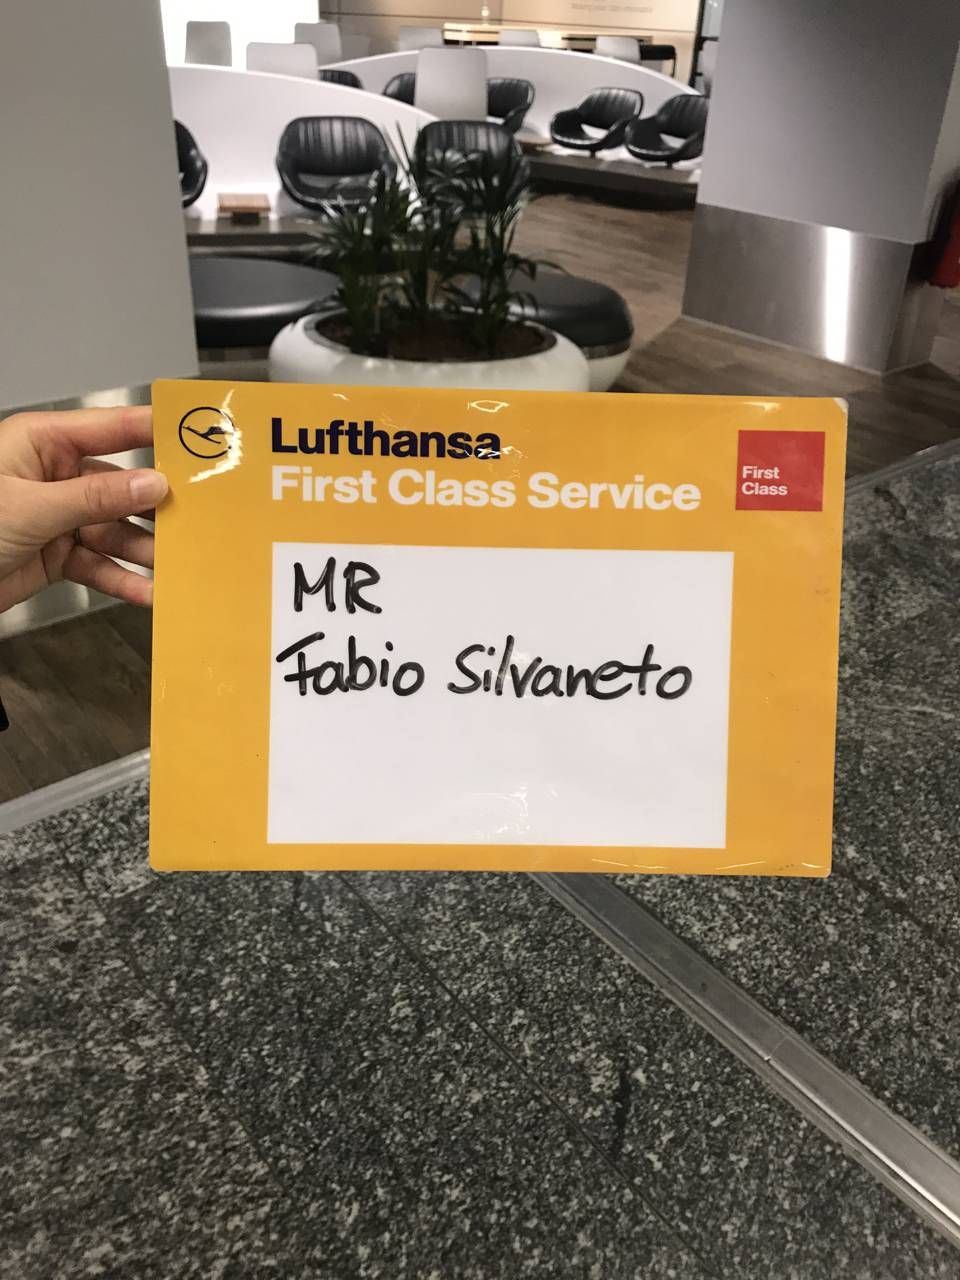 Lufthansa
First Class Service
First
Class
MR
Fabio Silvaneto